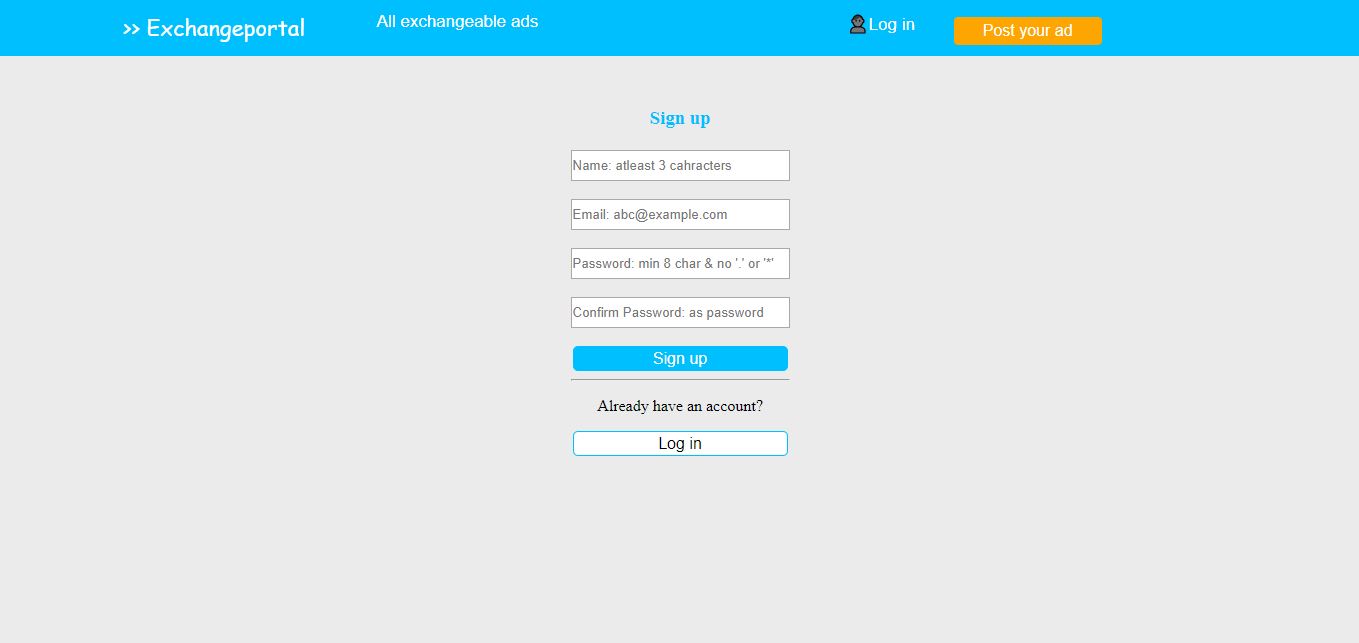 >> Exchangeportal
All exchangeable ads
Log in
Post your ad
Sign up
Name: atleast 3 cahracters
Email: abc@example.com
Password: min 8 char & no '.' or '*'
Confirm Password: as password
Sign up
Already have an account?
Log in